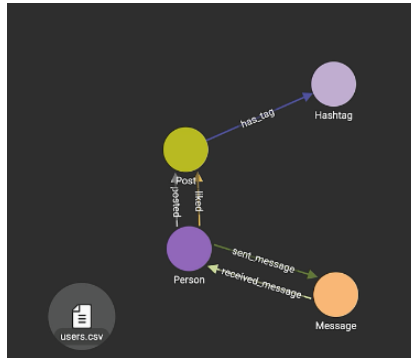 has_tag
Hashtag
Post
posted
liked
sent_message
Person
received_message
users.csv
Message